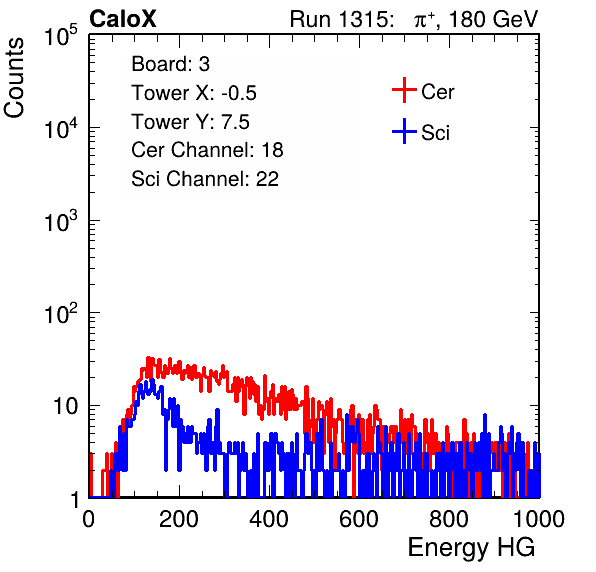 CaloX Run 1315: π⁺, 180 GeV
Counts
10⁵
10⁴
10³
10²
10
1
Board: 3
Tower X: -0.5
Tower Y: 7.5
Cer Channel: 18
Sci Channel: 22
Cer
Sci
0 200 400 600 800 1000
Energy HG